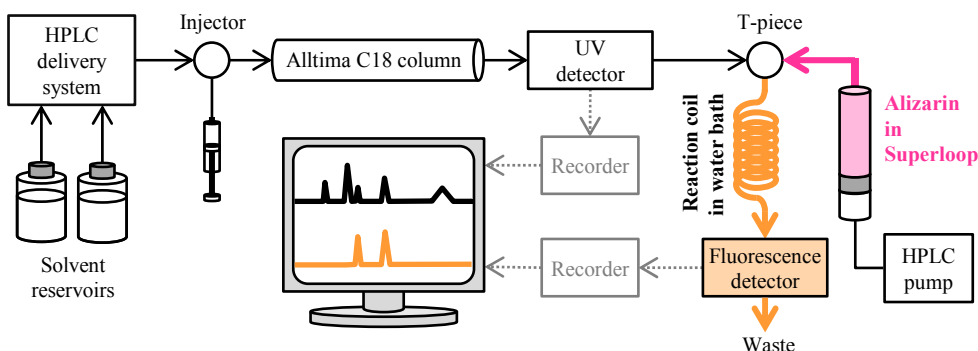 Injector
T-piece
HPLC
delivery
system
Alltima C18 column
UV
detector
Alizarin
in
Superloop
Reaction coil
in water bath
Recorder
Recorder
Fluorescence
detector
HPLC
pump
Solvent
reservoirs
Waste